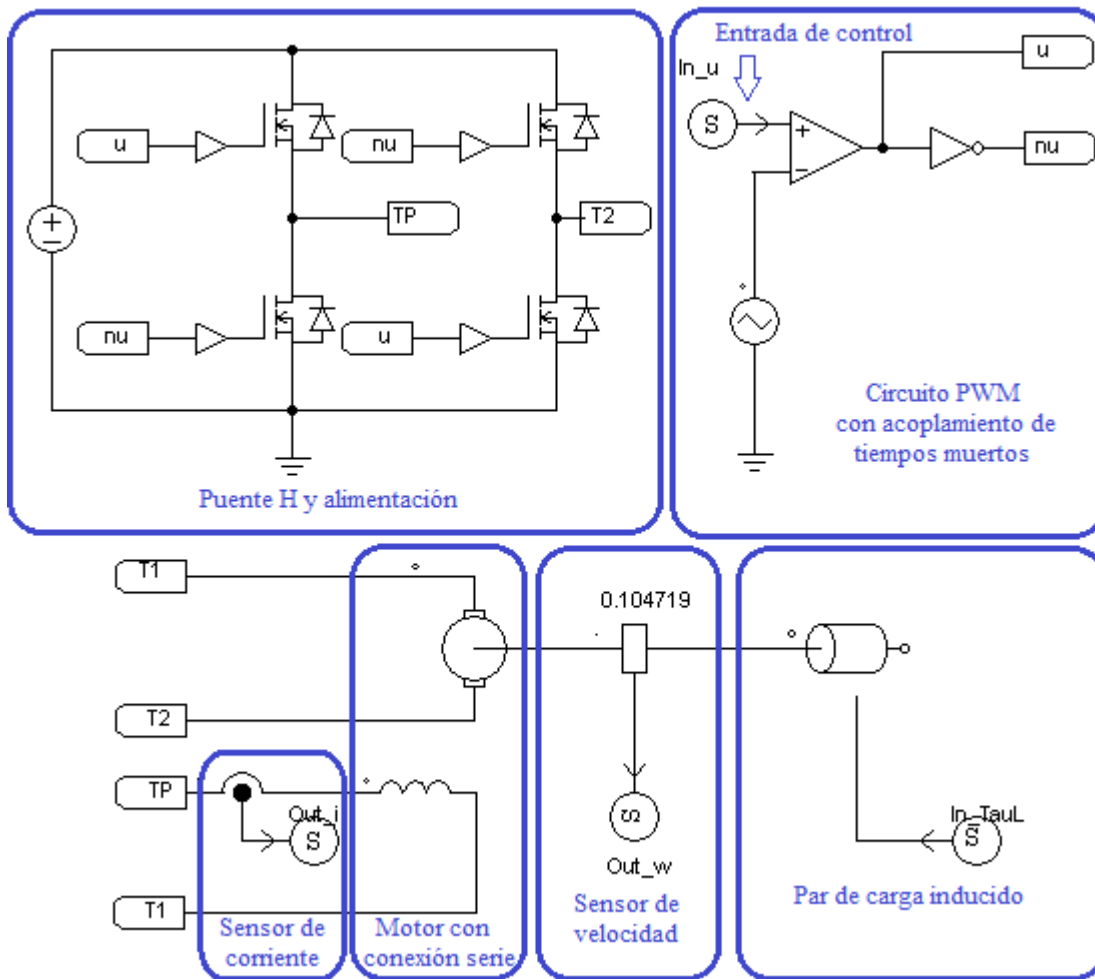 u
nu
TP
T2
nu
u
Puente H y alimentación
Entrada de control
In_u
S
u
nu
Circuito PWM
con acoplamiento de
tiempos muertos
T1
T2
TP
T1
Out_i
S
Sensor de
corriente
Motor con
conexión serie
0.104719
S
Out_w
Sensor de
velocidad
In_TauL
S
Par de carga inducido